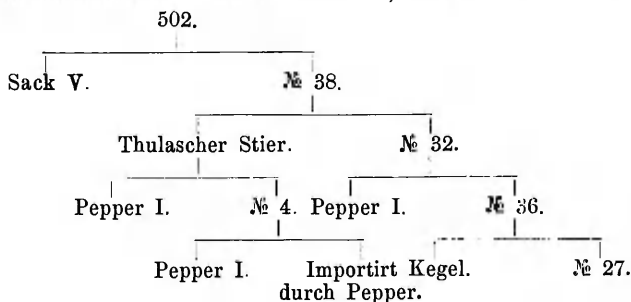 502.
Sack V. № 38.
Thulascher Stier. № 32.
Pepper I. № 4. Pepper I. № 36.
Pepper I. Importirt Kegel. № 27.
durch Pepper.